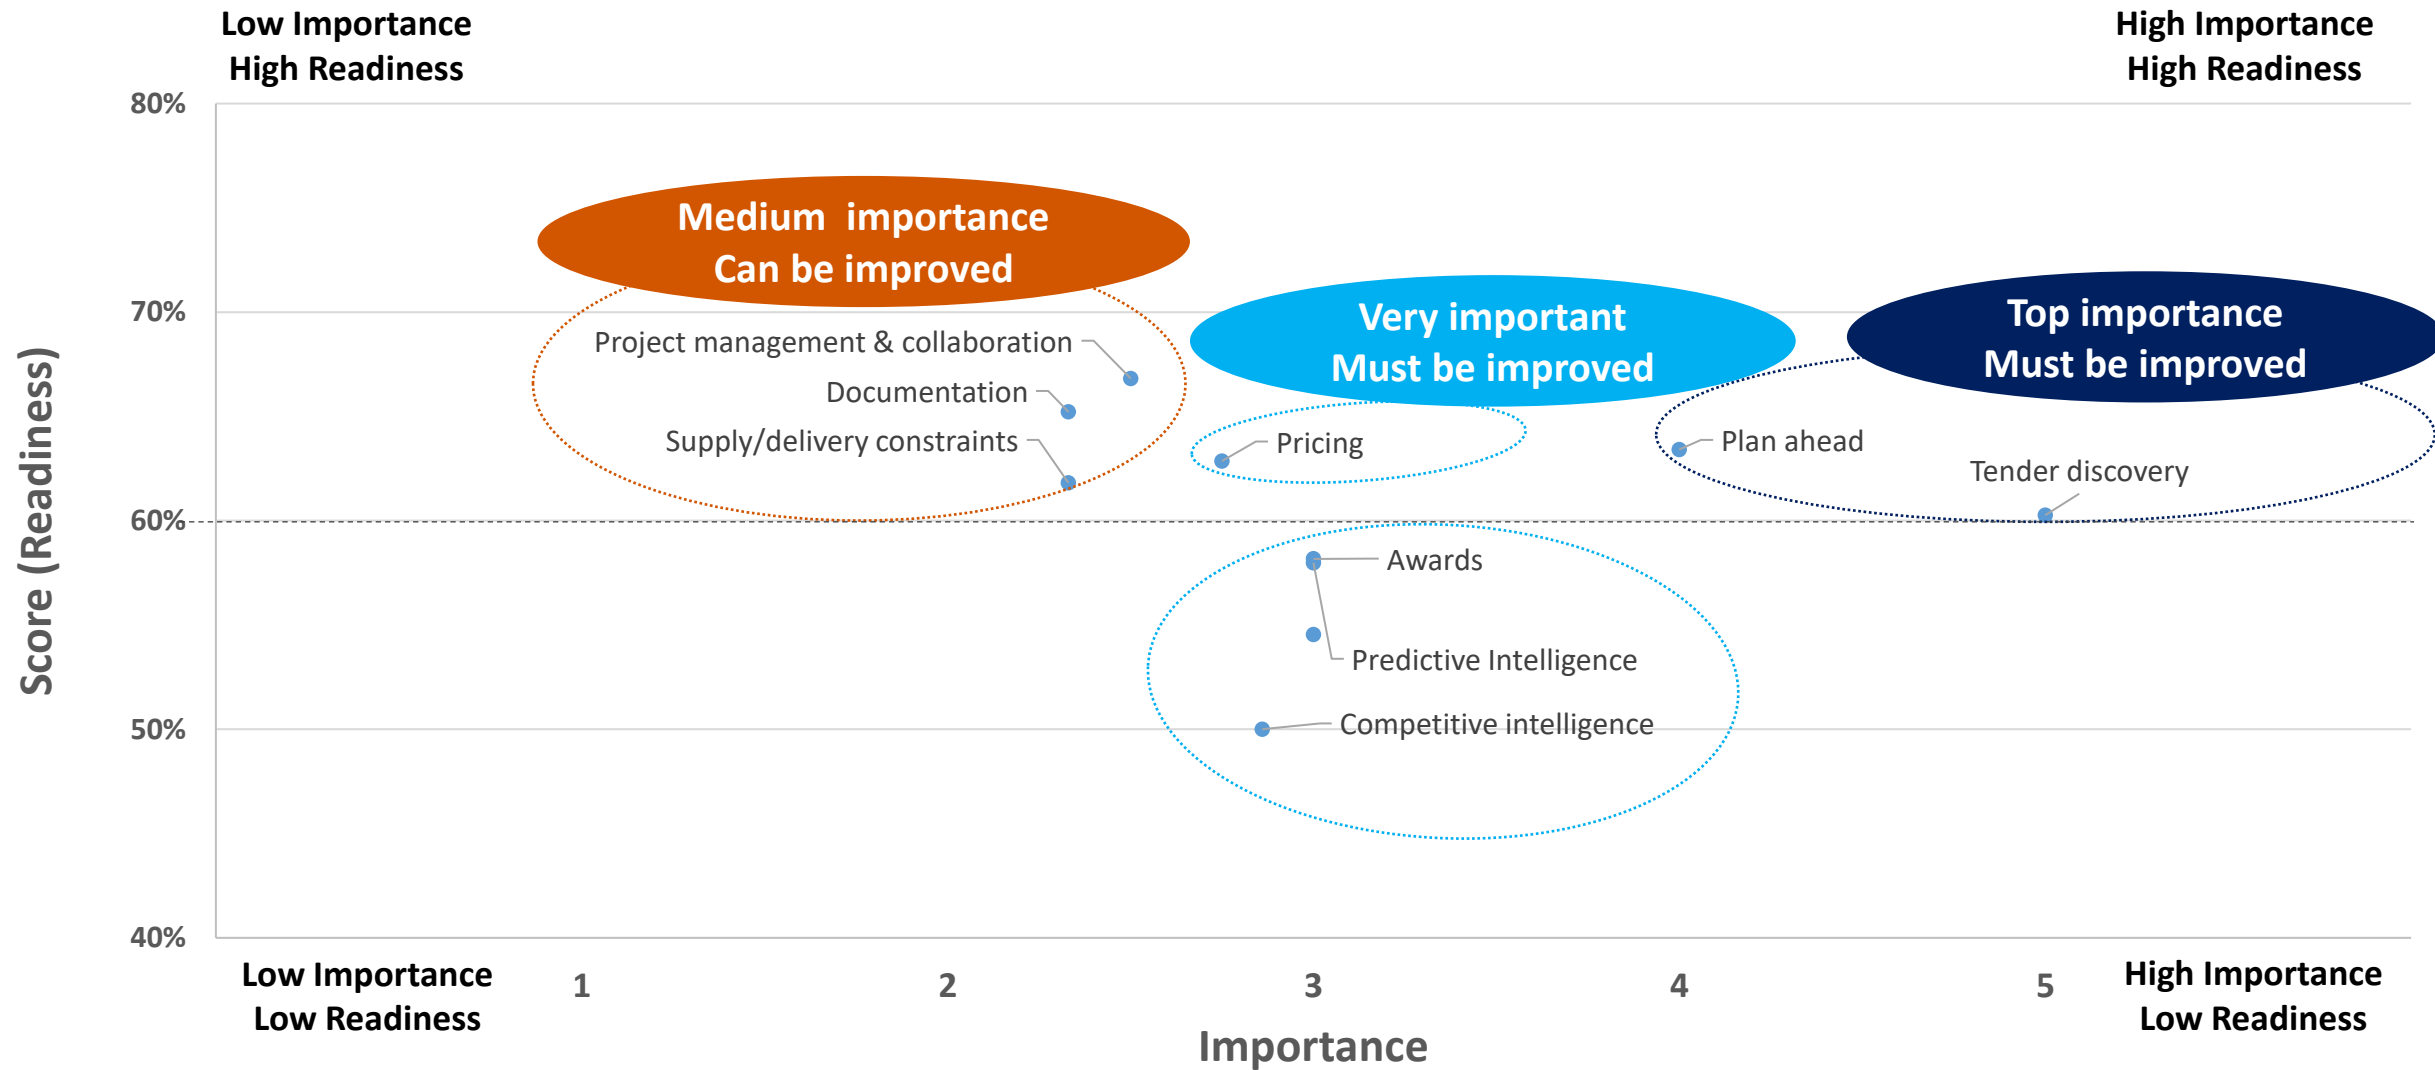 Low Importance
High Readiness
High Importance
High Readiness
80%
Medium  importance
Can be improved
70%
Very important
Must be improved
Top importance
Must be improved
Project management & collaboration
Documentation
Supply/delivery constraints
Pricing
Plan ahead
Tender discovery
60%
Awards
Predictive Intelligence
Competitive intelligence
50%
40%
Score (Readiness)
Low Importance
Low Readiness
1
2
3
4
5
High Importance
Low Readiness
Importance